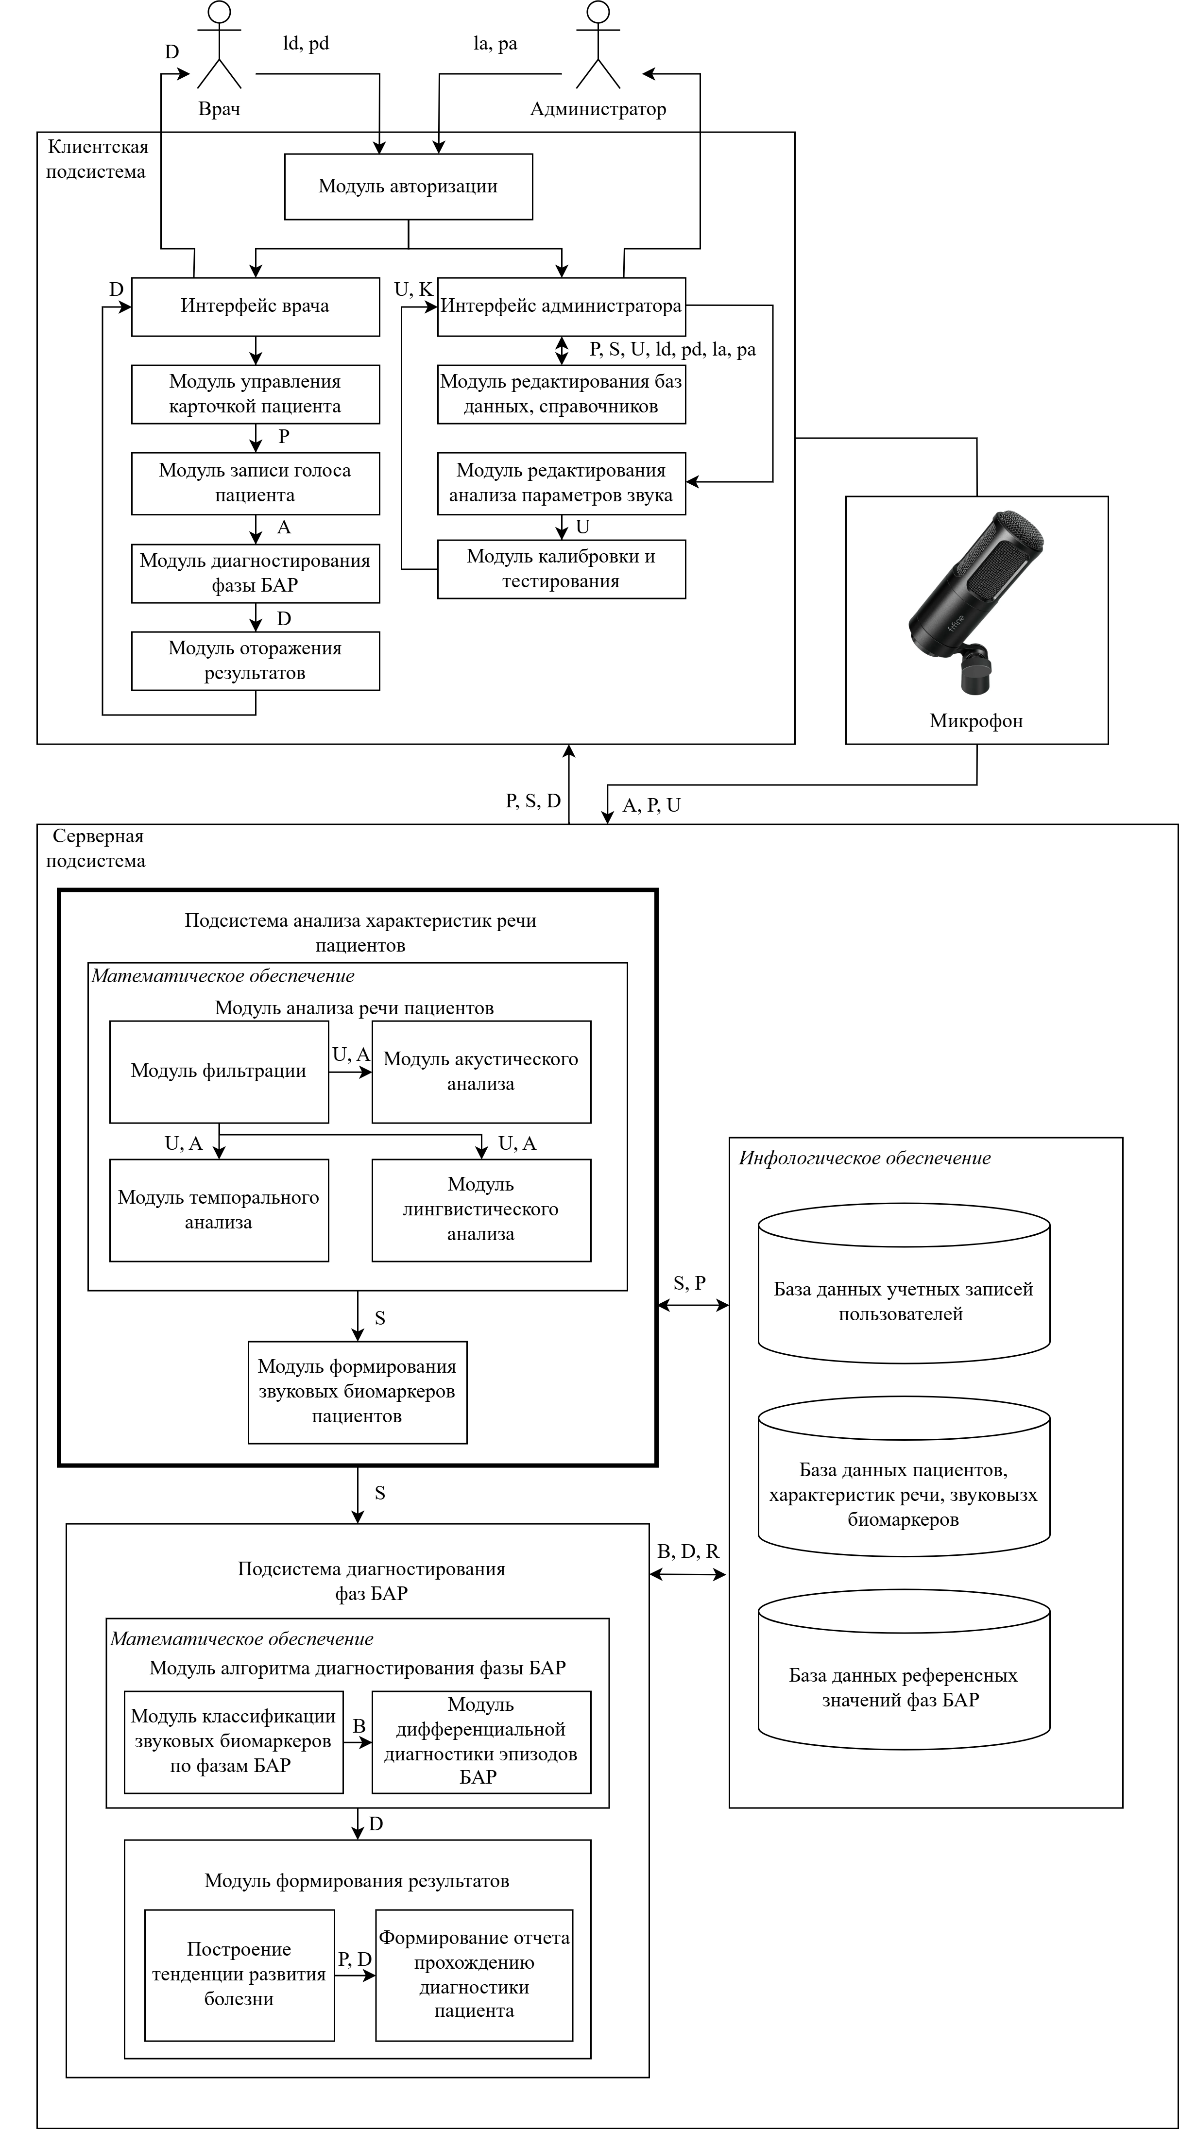 D
ld, pd
la, pa
Врач
Администратор
Клиентская
подсистема
Модуль авторизации
D
Интерфейс врача
U, K
Интерфейс администратора
P, S, U, ld, pd, la, pa
Модуль управления
карточкой пациента
Модуль редактирования баз
данных, справочников
P
Модуль записи голоса
пациента
Модуль редактирования
анализа параметров звука
A
U
Модуль диагностирования
фазы БАР
Модуль калибровки и
тестирования
D
Модуль оторажения
результатов
fifine
Микрофон
P, S, D
A, P, U
Серверная
подсистема
Подсистема анализа характеристик речи
пациентов
Математическое обеспечение
Модуль анализа речи пациентов
Модуль фильтрации
U, A
Модуль акустического
анализа
U, A
U, A
Модуль темпорального
анализа
Модуль
лингвистического
анализа
S
Модуль формирования
звуковых биомаркеров
пациентов
S, P
Инфологическое обеспечение
База данных учетных записей
пользователей
База данных пациентов,
характеристик речи, звуковызх
биомаркеров
База данных референсных
значений фаз БАР
S
B, D, R
Подсистема диагностирования
фаз БАР
Математическое обеспечение
Модуль алгоритма диагностирования фазы БАР
Модуль классификации
звуковых биомаркеров
по фазам БАР
B
Модуль
дифференциальной
диагностики эпизодов
БАР
D
Модуль формирования результатов
Построение
тенденции развития
болезни
P, D
Формирование отчета
прохождению
диагностики
пациента